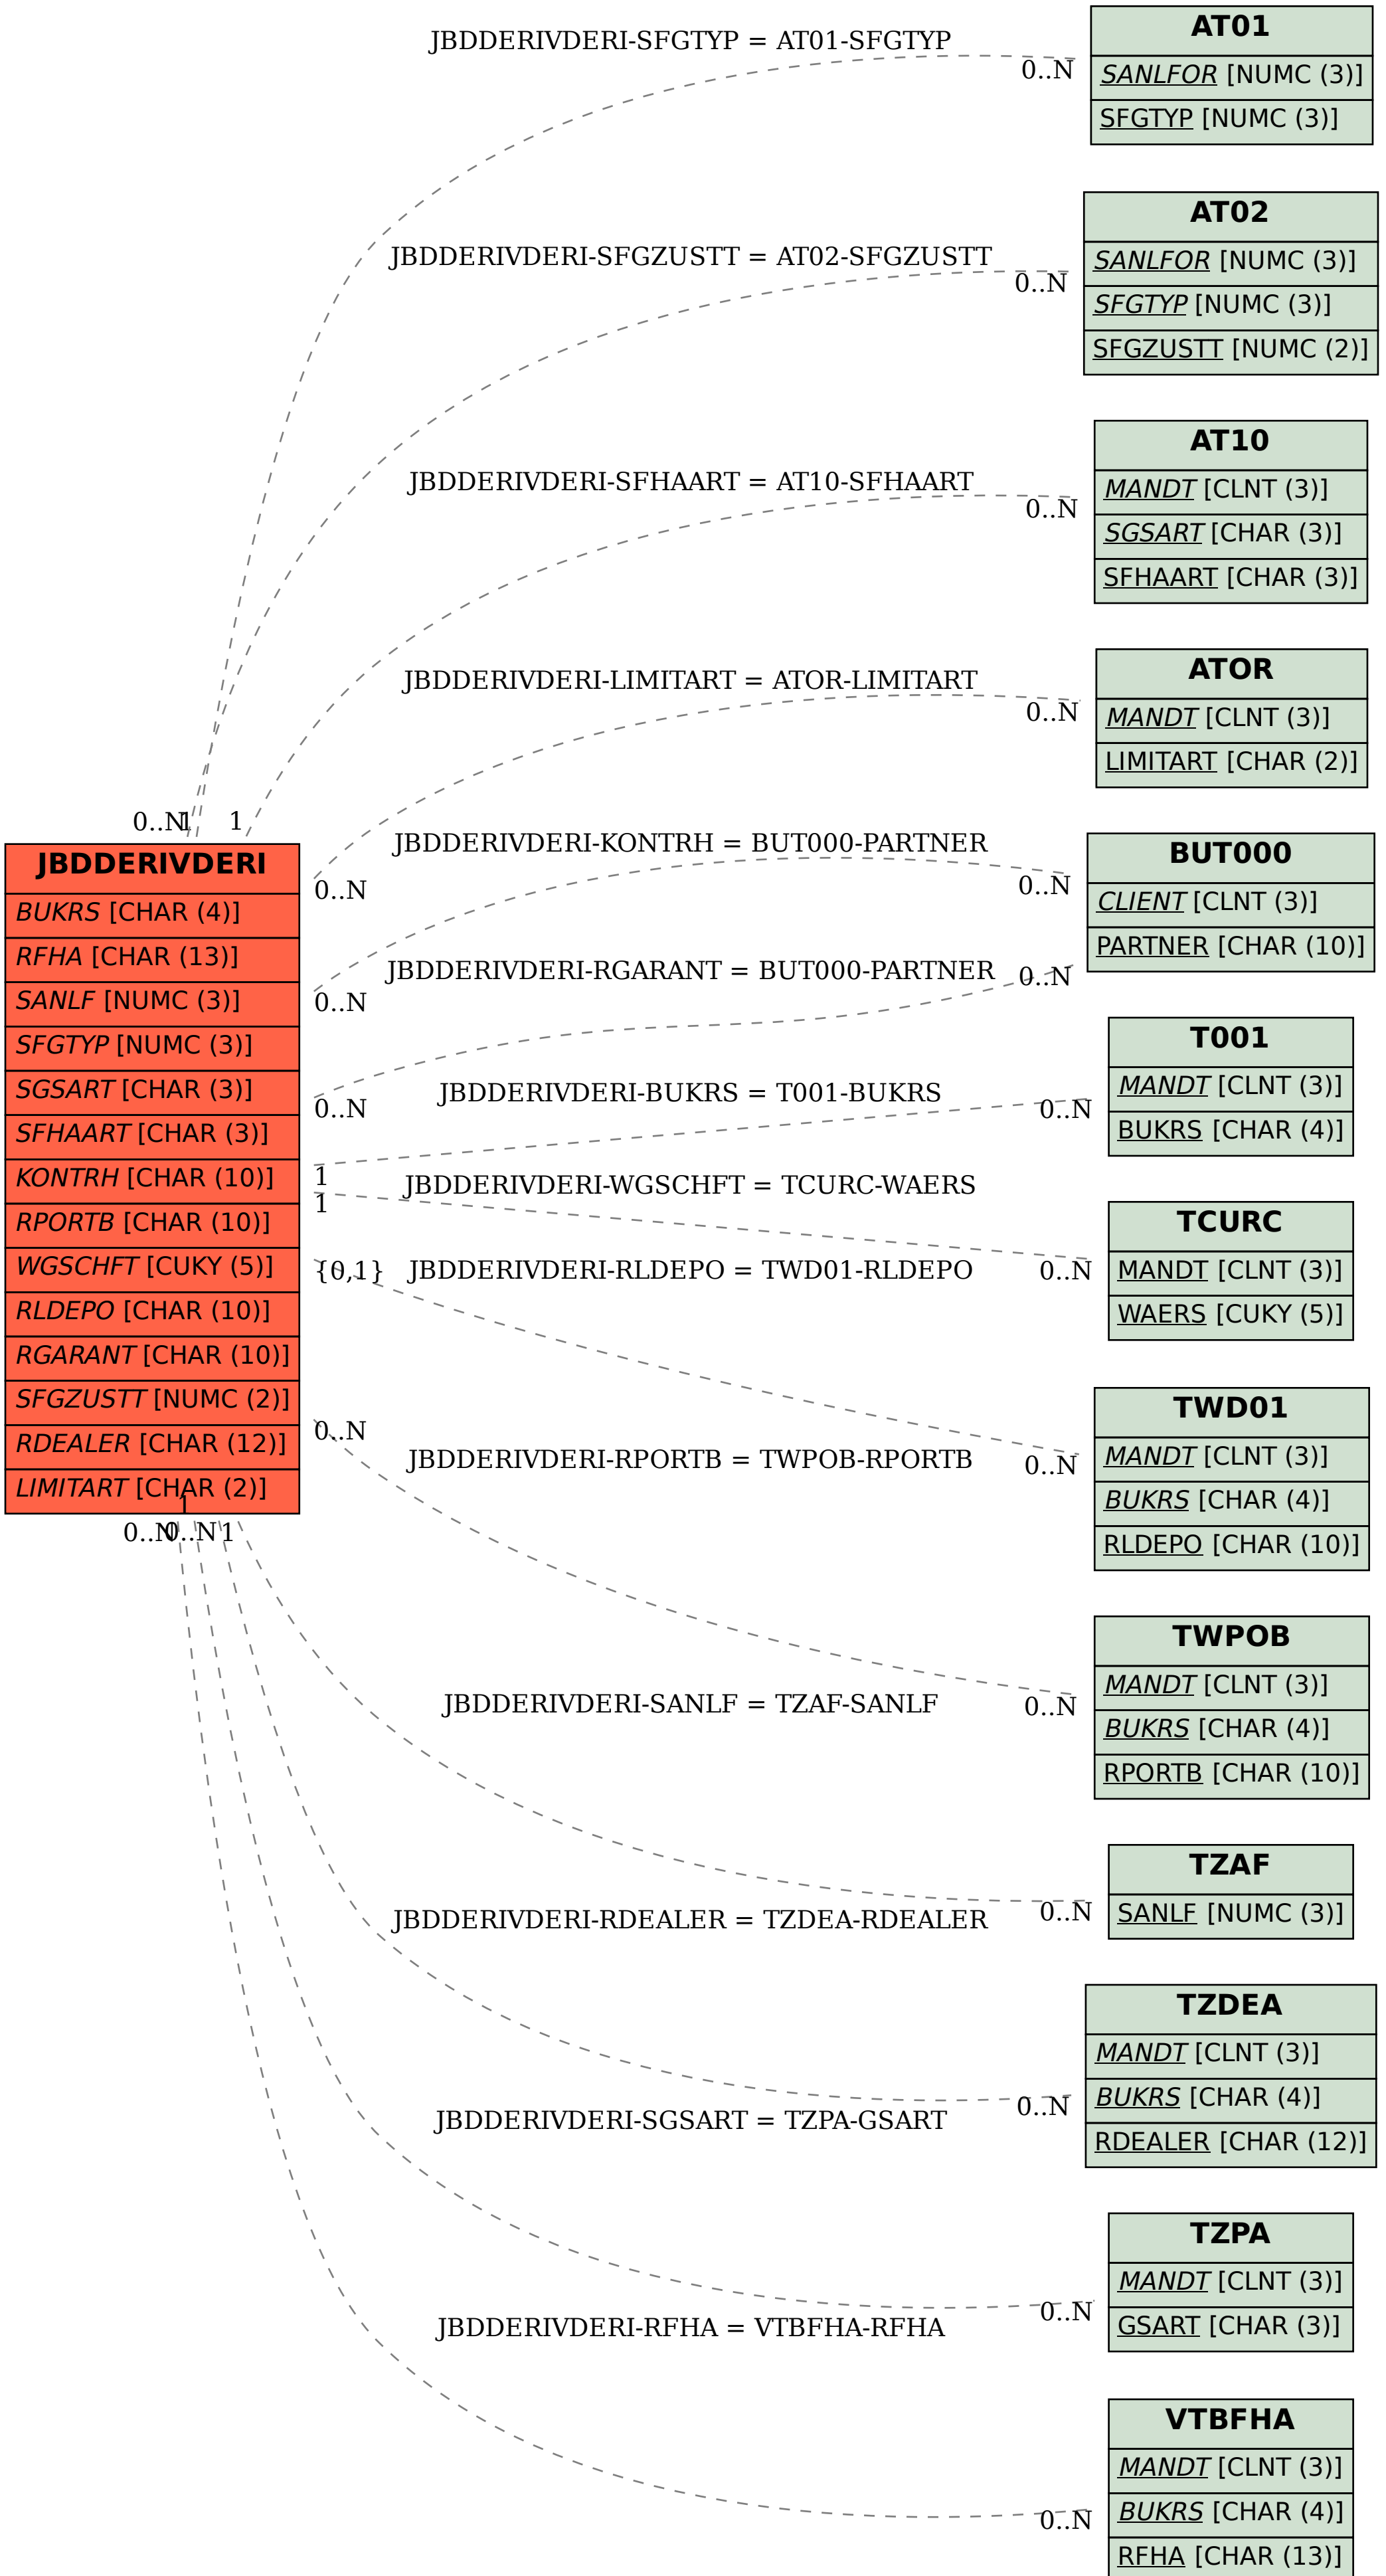 JBDDERIVDERI-SFGTYP = AT01-SFGTYP
0..N
AT01
SANLFOR [NUMC (3)]
SFGTYP [NUMC (3)]
JBDDERIVDERI-SFGZUSTT = AT02-SFGZUSTT
0..N
AT02
SANLFOR [NUMC (3)]
SFGTYP [NUMC (3)]
SFGZUSTT [NUMC (2)]
JBDDERIVDERI-SFHAART = AT10-SFHAART
0..N
AT10
MANDT [CLNT (3)]
SGSART [CHAR (3)]
SFHAART [CHAR (3)]
JBDDERIVDERI-LIMITART = ATOR-LIMITART
0..N
ATOR
MANDT [CLNT (3)]
LIMITART [CHAR (2)]
0..N
1
1
JBDDERIVDERI
BUKRS [CHAR (4)]
RFHA [CHAR (13)]
SANLF [NUMC (3)]
SFGTYP [NUMC (3)]
SGSART [CHAR (3)]
SFHAART [CHAR (3)]
KONTRH [CHAR (10)]
RPORTB [CHAR (10)]
WGSCHFT [CUKY (5)]
RLDEPO [CHAR (10)]
RGARANT [CHAR (10)]
SFGZUSTT [NUMC (2)]
RDEALER [CHAR (12)]
LIMITART [CHAR (2)]
1
0..N
0..N
1
0..N
JBDDERIVDERI-KONTRH = BUT000-PARTNER
0..N
0..N
BUT000
CLIENT [CLNT (3)]
PARTNER [CHAR (10)]
JBDDERIVDERI-RGARANT = BUT000-PARTNER
0..N
0..N
JBDDERIVDERI-BUKRS = T001-BUKRS
1
0..N
T001
MANDT [CLNT (3)]
BUKRS [CHAR (4)]
JBDDERIVDERI-WGSCHFT = TCURC-WAERS
1
0..N
TCURC
MANDT [CLNT (3)]
WAERS [CUKY (5)]
{0,1}
JBDDERIVDERI-RLDEPO = TWD01-RLDEPO
0..N
TWD01
MANDT [CLNT (3)]
BUKRS [CHAR (4)]
RLDEPO [CHAR (10)]
0..N
JBDDERIVDERI-RPORTB = TWPOB-RPORTB
0..N
TWPOB
MANDT [CLNT (3)]
BUKRS [CHAR (4)]
RPORTB [CHAR (10)]
JBDDERIVDERI-SANLF = TZAF-SANLF
0..N
TZAF
SANLF [NUMC (3)]
JBDDERIVDERI-RDEALER = TZDEA-RDEALER
0..N
TZDEA
MANDT [CLNT (3)]
BUKRS [CHAR (4)]
RDEALER [CHAR (12)]
JBDDERIVDERI-SGSART = TZPA-GSART
0..N
TZPA
MANDT [CLNT (3)]
GSART [CHAR (3)]
JBDDERIVDERI-RFHA = VTBFHA-RFHA
0..N
VTBFHA
MANDT [CLNT (3)]
BUKRS [CHAR (4)]
RFHA [CHAR (13)]